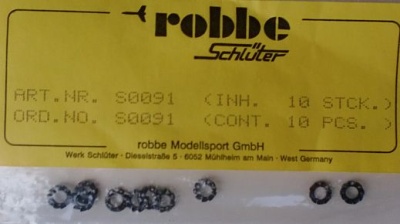 robbe
Schlüter
ART.NR. S0091 (INH. 10 STCK.)
ORD.NO. S0091 (CONT. 10 PCS. )
robbe Modellsport GmbH
Werk Schlüter · Dieselstraße 5 · 6052 Mühlheim am Main · West Germany